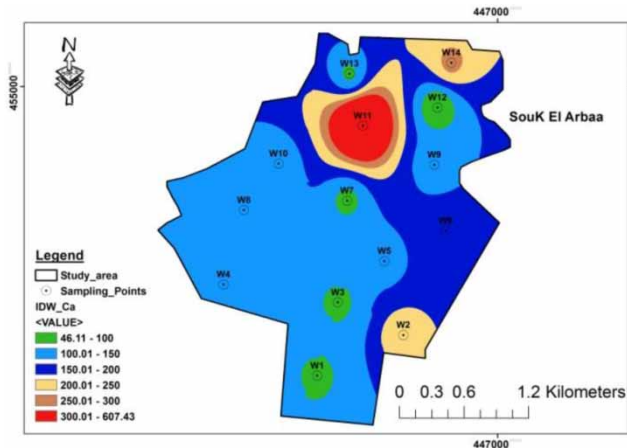 447000
N
455000
W13
W14
W12
SouK El Arbaa
W11
W10
W9
W7
W8
W5
W4
W3
W2
W1
Legend
Study_area
Sampling_Points
IDW_Ca
<VALUE>
46.11 - 100
100.01 - 150
150.01 - 200
200.01 - 250
250.01 - 300
300.01 - 607.43
0 0.3 0.6 1.2 Kilometers
447000